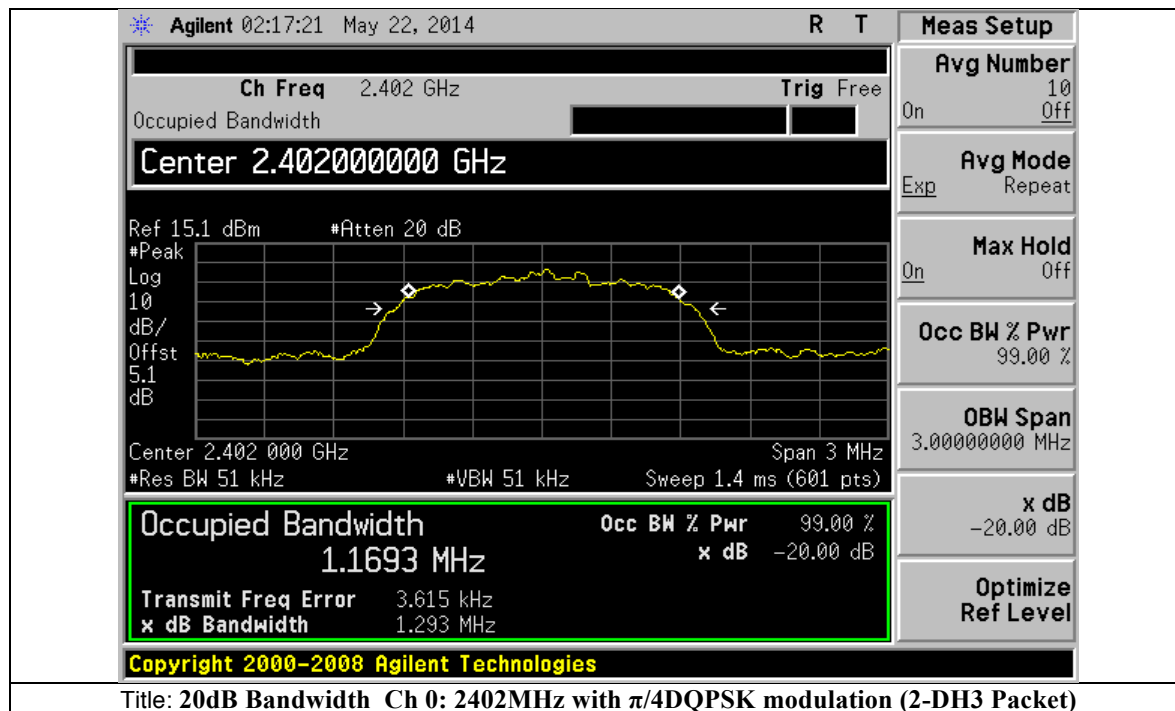 Agilent 02:17:21 May 22, 2014 R T
Ch Freq 2.402 GHz Trig Free
Occupied Bandwidth
Center 2.402000000 GHz
Ref 15.1 dBm #Atten 20 dB
#Peak
Log
10
dB/
Offst
5.1
dB
Center 2.402 000 GHz Span 3 MHz
#Res BW 51 kHz #VBW 51 kHz Sweep 1.4 ms (601 pts)
Occupied Bandwidth Occ BW % Pwr 99.00 %
1.1693 MHz x dB -20.00 dB
Transmit Freq Error 3.615 kHz
x dB Bandwidth 1.293 MHz
Copyright 2000-2008 Agilent Technologies
Meas Setup
Avg Number
10
On Off
Avg Mode
Exp Repeat
Max Hold
On Off
Occ BW % Pwr
99.00 %
OBW Span
3.00000000 MHz
x dB
-20.00 dB
Optimize
Ref Level
Title: 20dB Bandwidth Ch 0: 2402MHz with π/4DQPSK modulation (2-DH3 Packet)